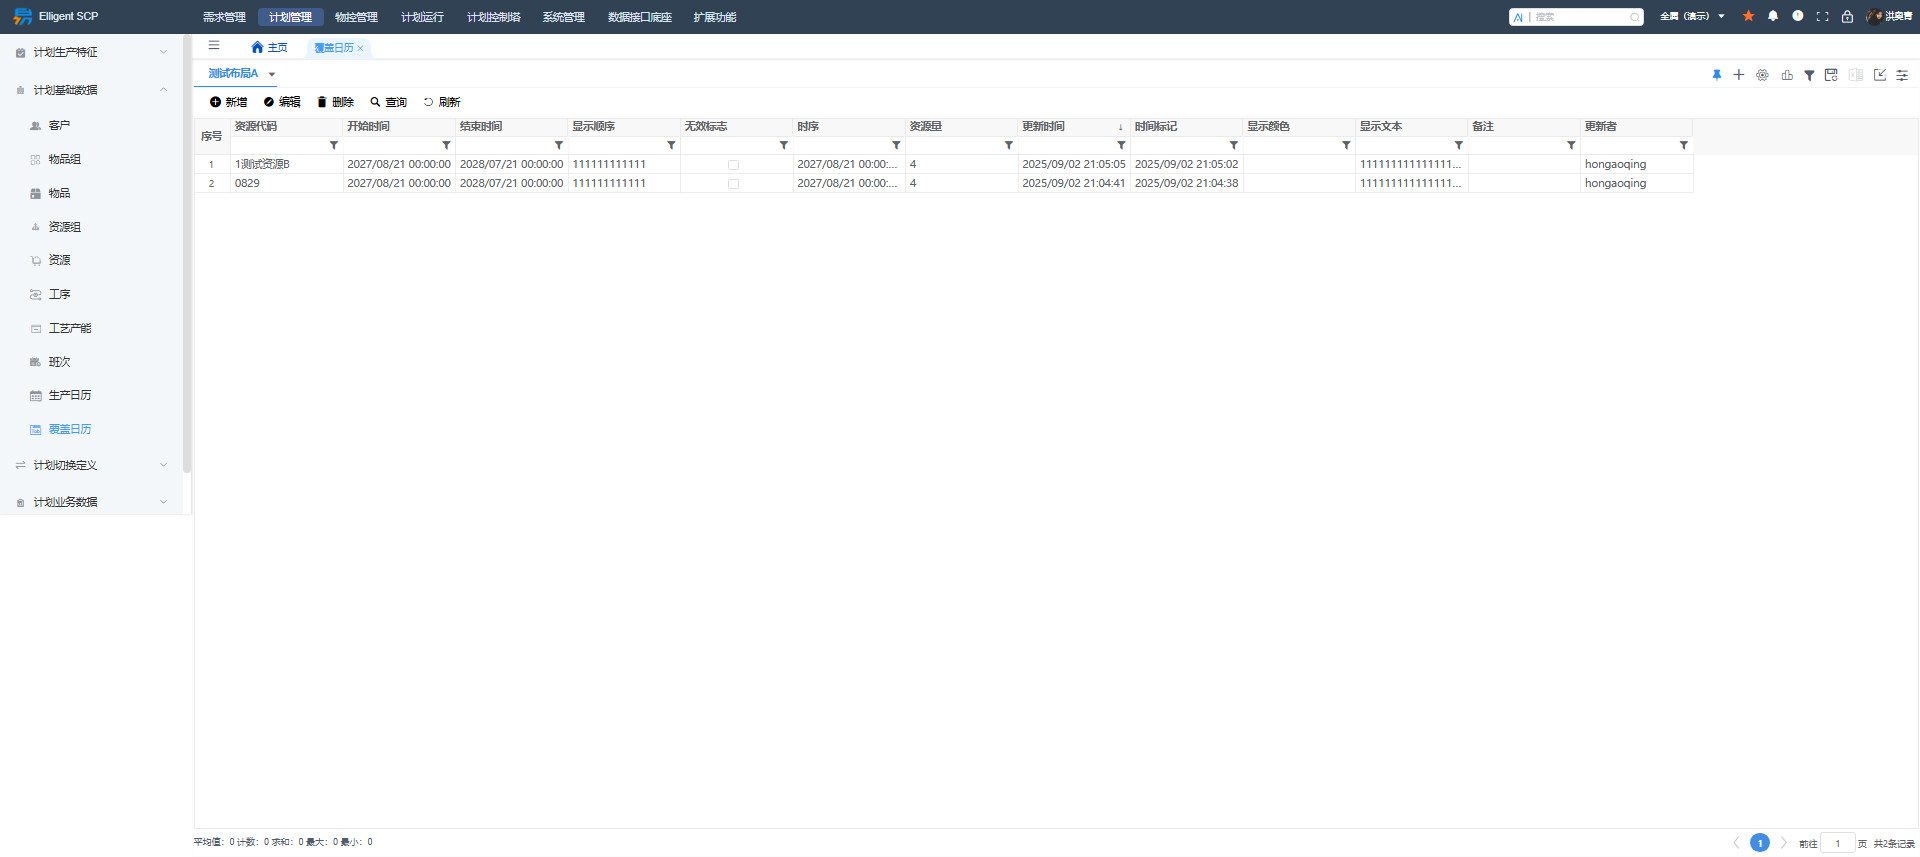 Elligent SCP 需求管理 计划管理 物控管理 计划运行 计划控制塔 系统管理 数据接口底座 扩展功能 AI 搜索 全属（演示） 洪奥青
主页 覆盖日历
测试布局A
新增 编辑 删除 查询 刷新
计划生产特征
计划基础数据
客户
物品组
物品
资源组
资源
工序
工艺产能
班次
生产日历
覆盖日历
计划切换定义
计划业务数据
序号 资源代码 开始时间 结束时间 显示顺序 无效标志 时序 资源量 更新时间 ↓ 时间标记 显示颜色 显示文本 备注 更新者
1 1测试资源B 2027/08/21 00:00:00 2028/07/21 00:00:00 111111111111 2027/08/21 00:00:... 4 2025/09/02 21:05:05 2025/09/02 21:05:02 111111111111111... hongaoqing
2 0829 2027/08/21 00:00:00 2028/07/21 00:00:00 111111111111 2027/08/21 00:00:... 4 2025/09/02 21:04:41 2025/09/02 21:04:38 111111111111111... hongaoqing
平均值：0 计数：0 求和：0 最大：0 最小：0
1 前往 1 页 共2条记录